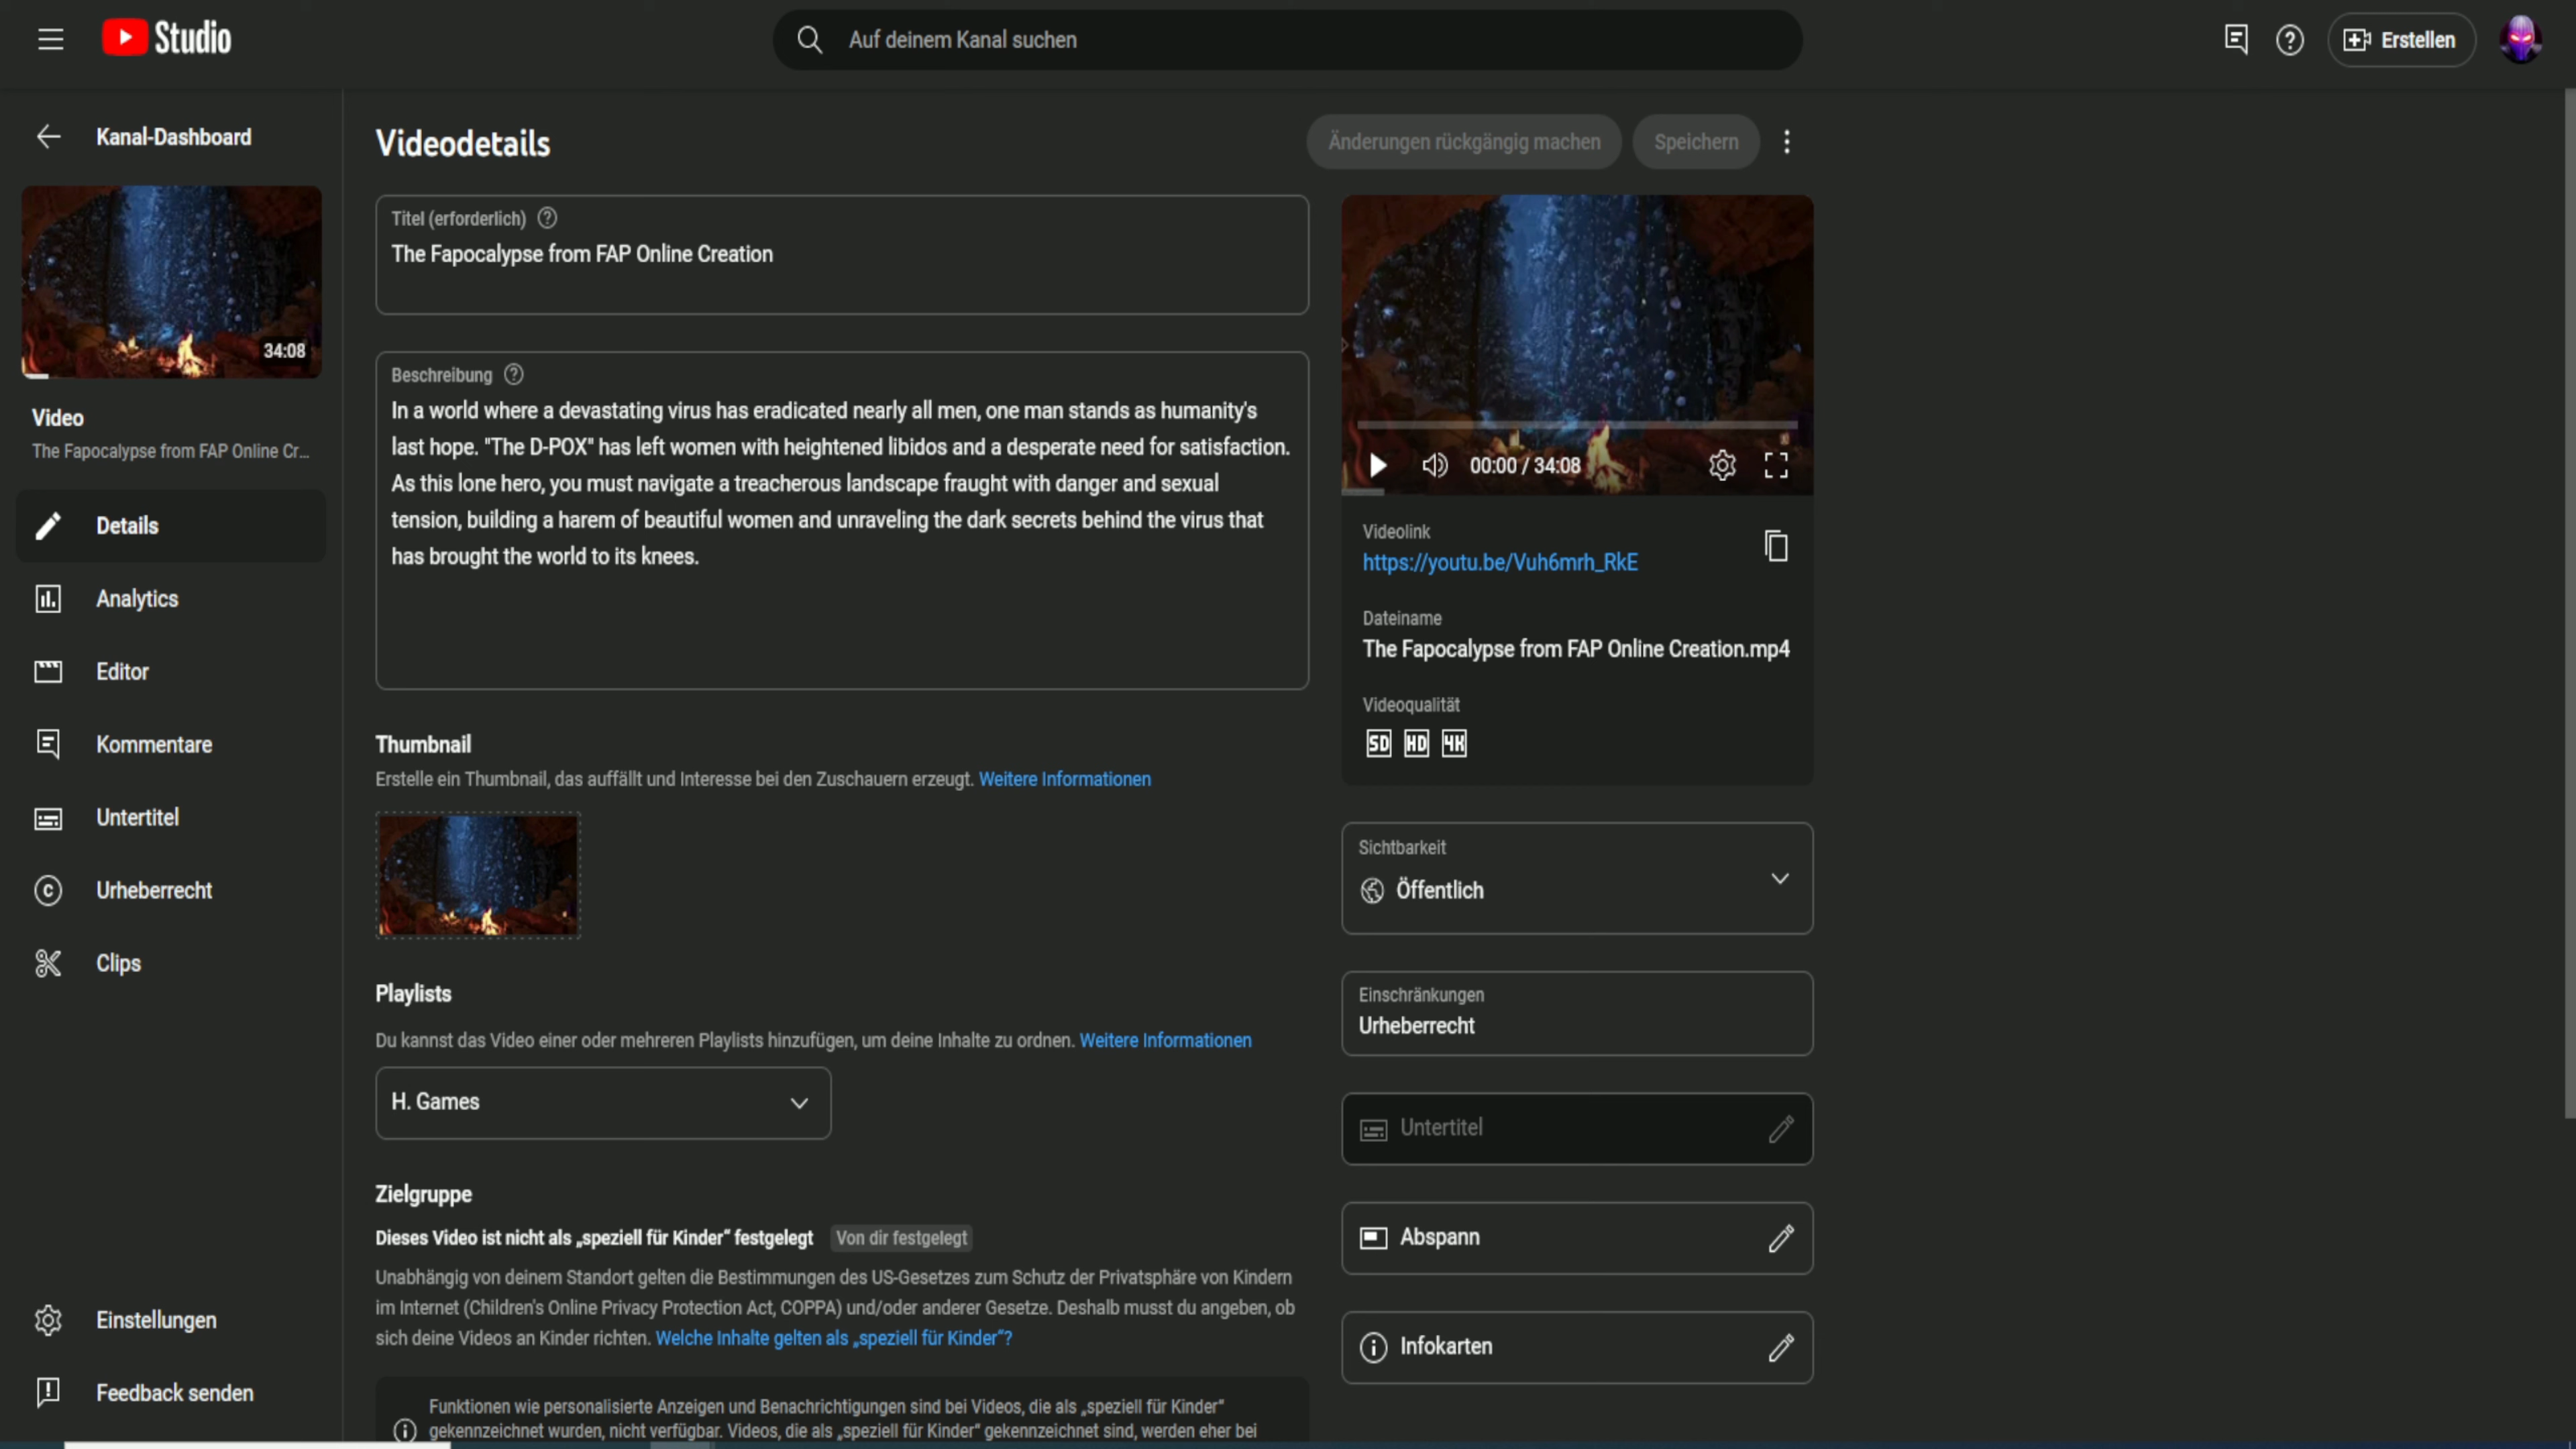 Studio
Auf deinem Kanal suchen
Erstellen
Kanal-Dashboard
34:08
Video
The Fapocalypse from FAP Online Cr...
Details
Analytics
Editor
Kommentare
Untertitel
Urheberrecht
Clips
Einstellungen
Feedback senden
Videodetails
Änderungen rückgängig machen
Speichern
Titel (erforderlich)
The Fapocalypse from FAP Online Creation
Beschreibung
In a world where a devastating virus has eradicated nearly all men, one man stands as humanity's
last hope. "The D-POX" has left women with heightened libidos and a desperate need for satisfaction.
As this lone hero, you must navigate a treacherous landscape fraught with danger and sexual
tension, building a harem of beautiful women and unraveling the dark secrets behind the virus that
has brought the world to its knees.
Thumbnail
Erstelle ein Thumbnail, das auffällt und Interesse bei den Zuschauern erzeugt. Weitere Informationen
Playlists
Du kannst das Video einer oder mehreren Playlists hinzufügen, um deine Inhalte zu ordnen. Weitere Informationen
H. Games
Zielgruppe
Dieses Video ist nicht als „speziell für Kinder" festgelegt Von dir festgelegt
Unabhängig von deinem Standort gelten die Bestimmungen des US-Gesetzes zum Schutz der Privatsphäre von Kindern
im Internet (Children's Online Privacy Protection Act, COPPA) und/oder anderer Gesetze. Deshalb musst du angeben, ob
sich deine Videos an Kinder richten. Welche Inhalte gelten als „speziell für Kinder"?
Funktionen wie personalisierte Anzeigen und Benachrichtigungen sind bei Videos, die als „speziell für Kinder"
gekennzeichnet wurden, nicht verfügbar. Videos, die als „speziell für Kinder" gekennzeichnet sind, werden eher bei
00:00 / 34:08
Videolink
https://youtu.be/Vuh6mrh_RkE
Dateiname
The Fapocalypse from FAP Online Creation.mp4
Videoqualität
SD HD 4K
Sichtbarkeit
Öffentlich
Einschränkungen
Urheberrecht
Untertitel
Abspann
Infokarten